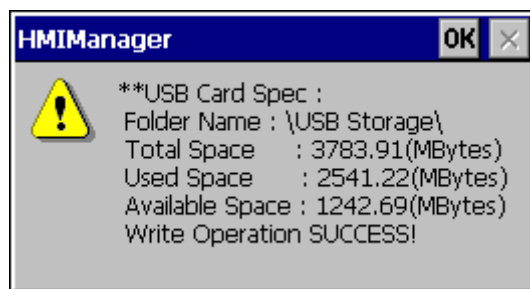 HMIManager OK ×
**USB Card Spec :
Folder Name : \USB Storage\
Total Space : 3783.91(MBytes)
Used Space : 2541.22(MBytes)
Available Space : 1242.69(MBytes)
Write Operation SUCCESS!